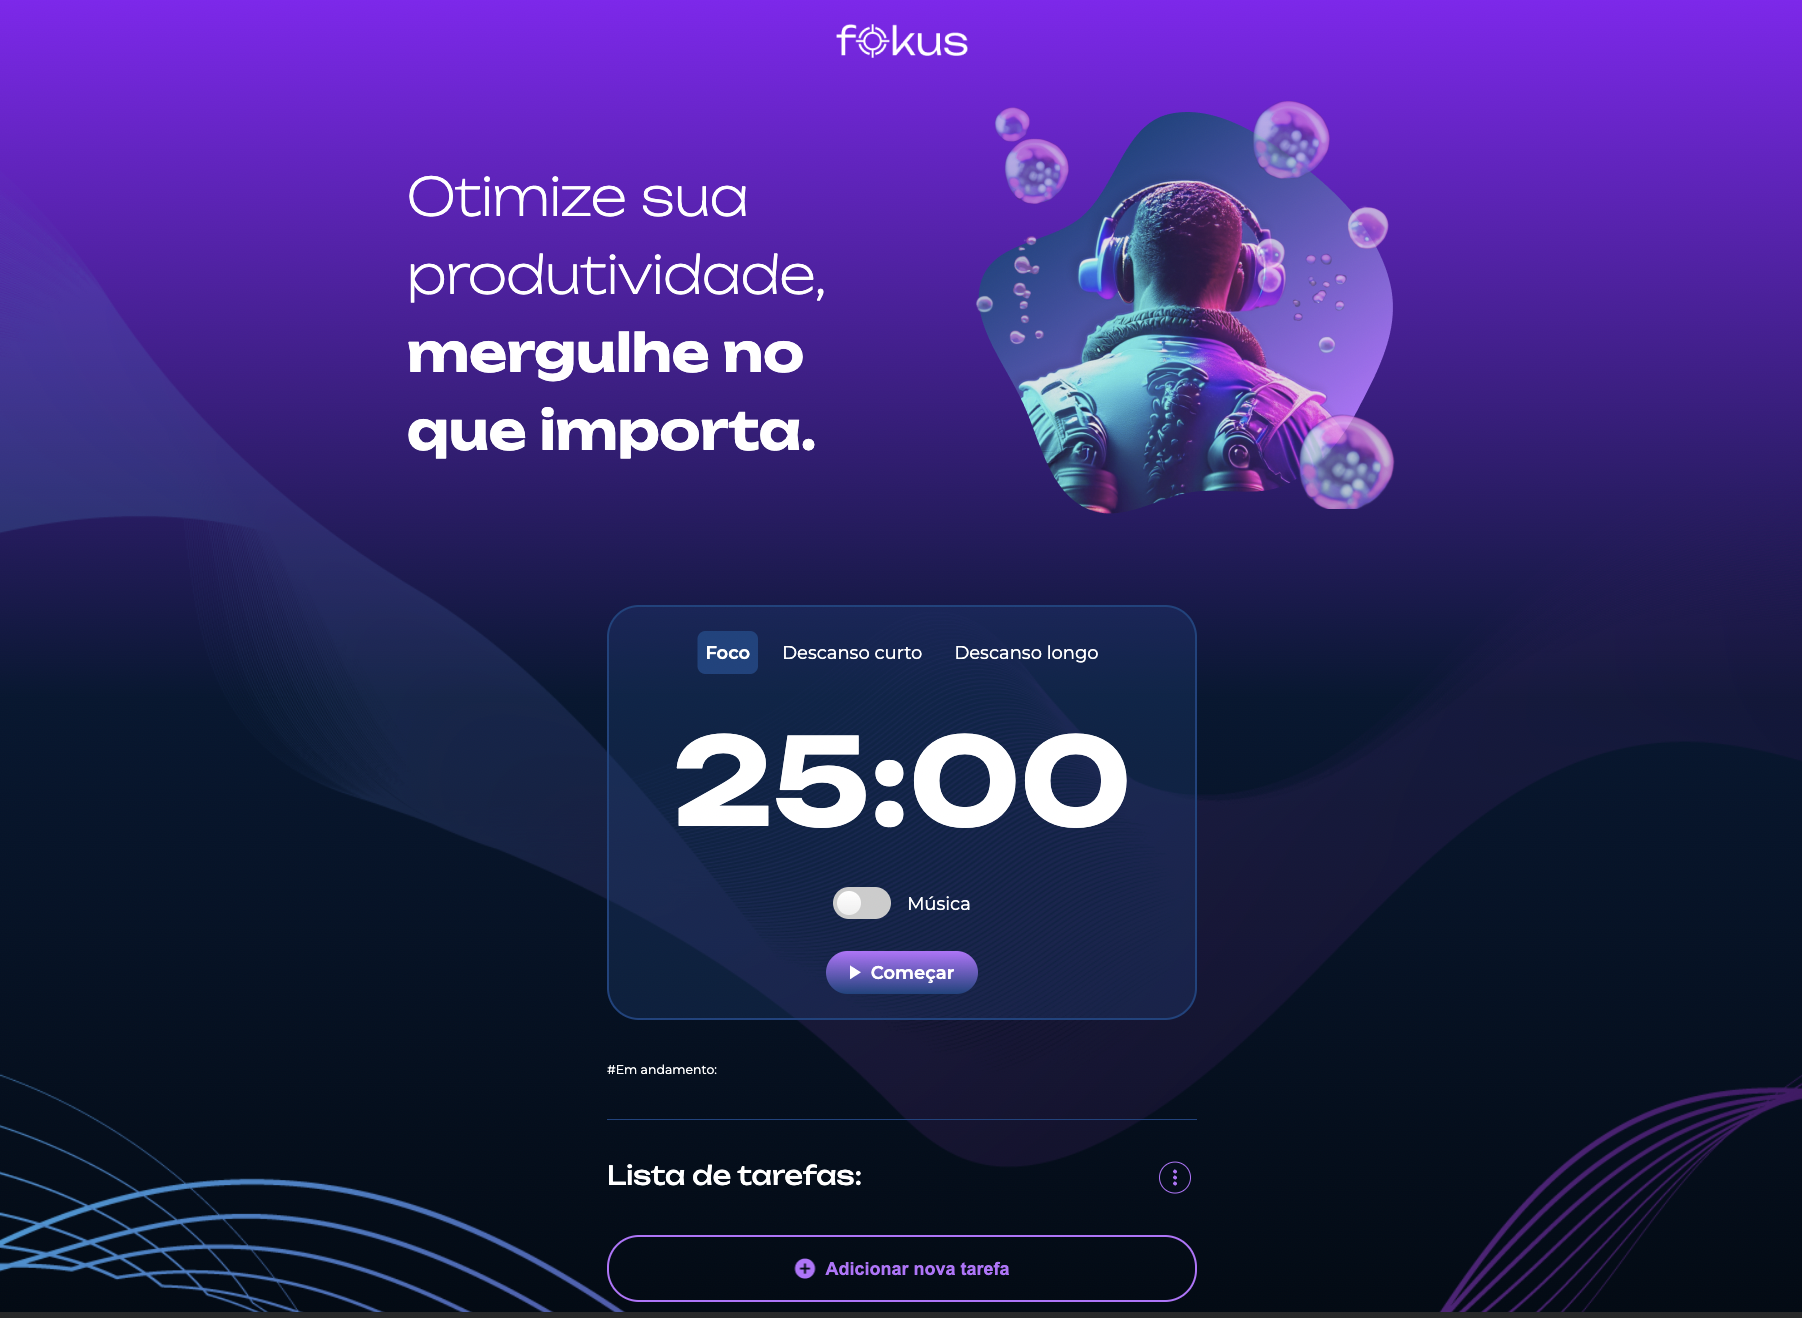 fokus
Otimize sua
produtividade,
mergulhe no
que importa.
Foco Descanso curto Descanso longo
25:00
Música
Começar
#Em andamento:
Lista de tarefas:
Adicionar nova tarefa